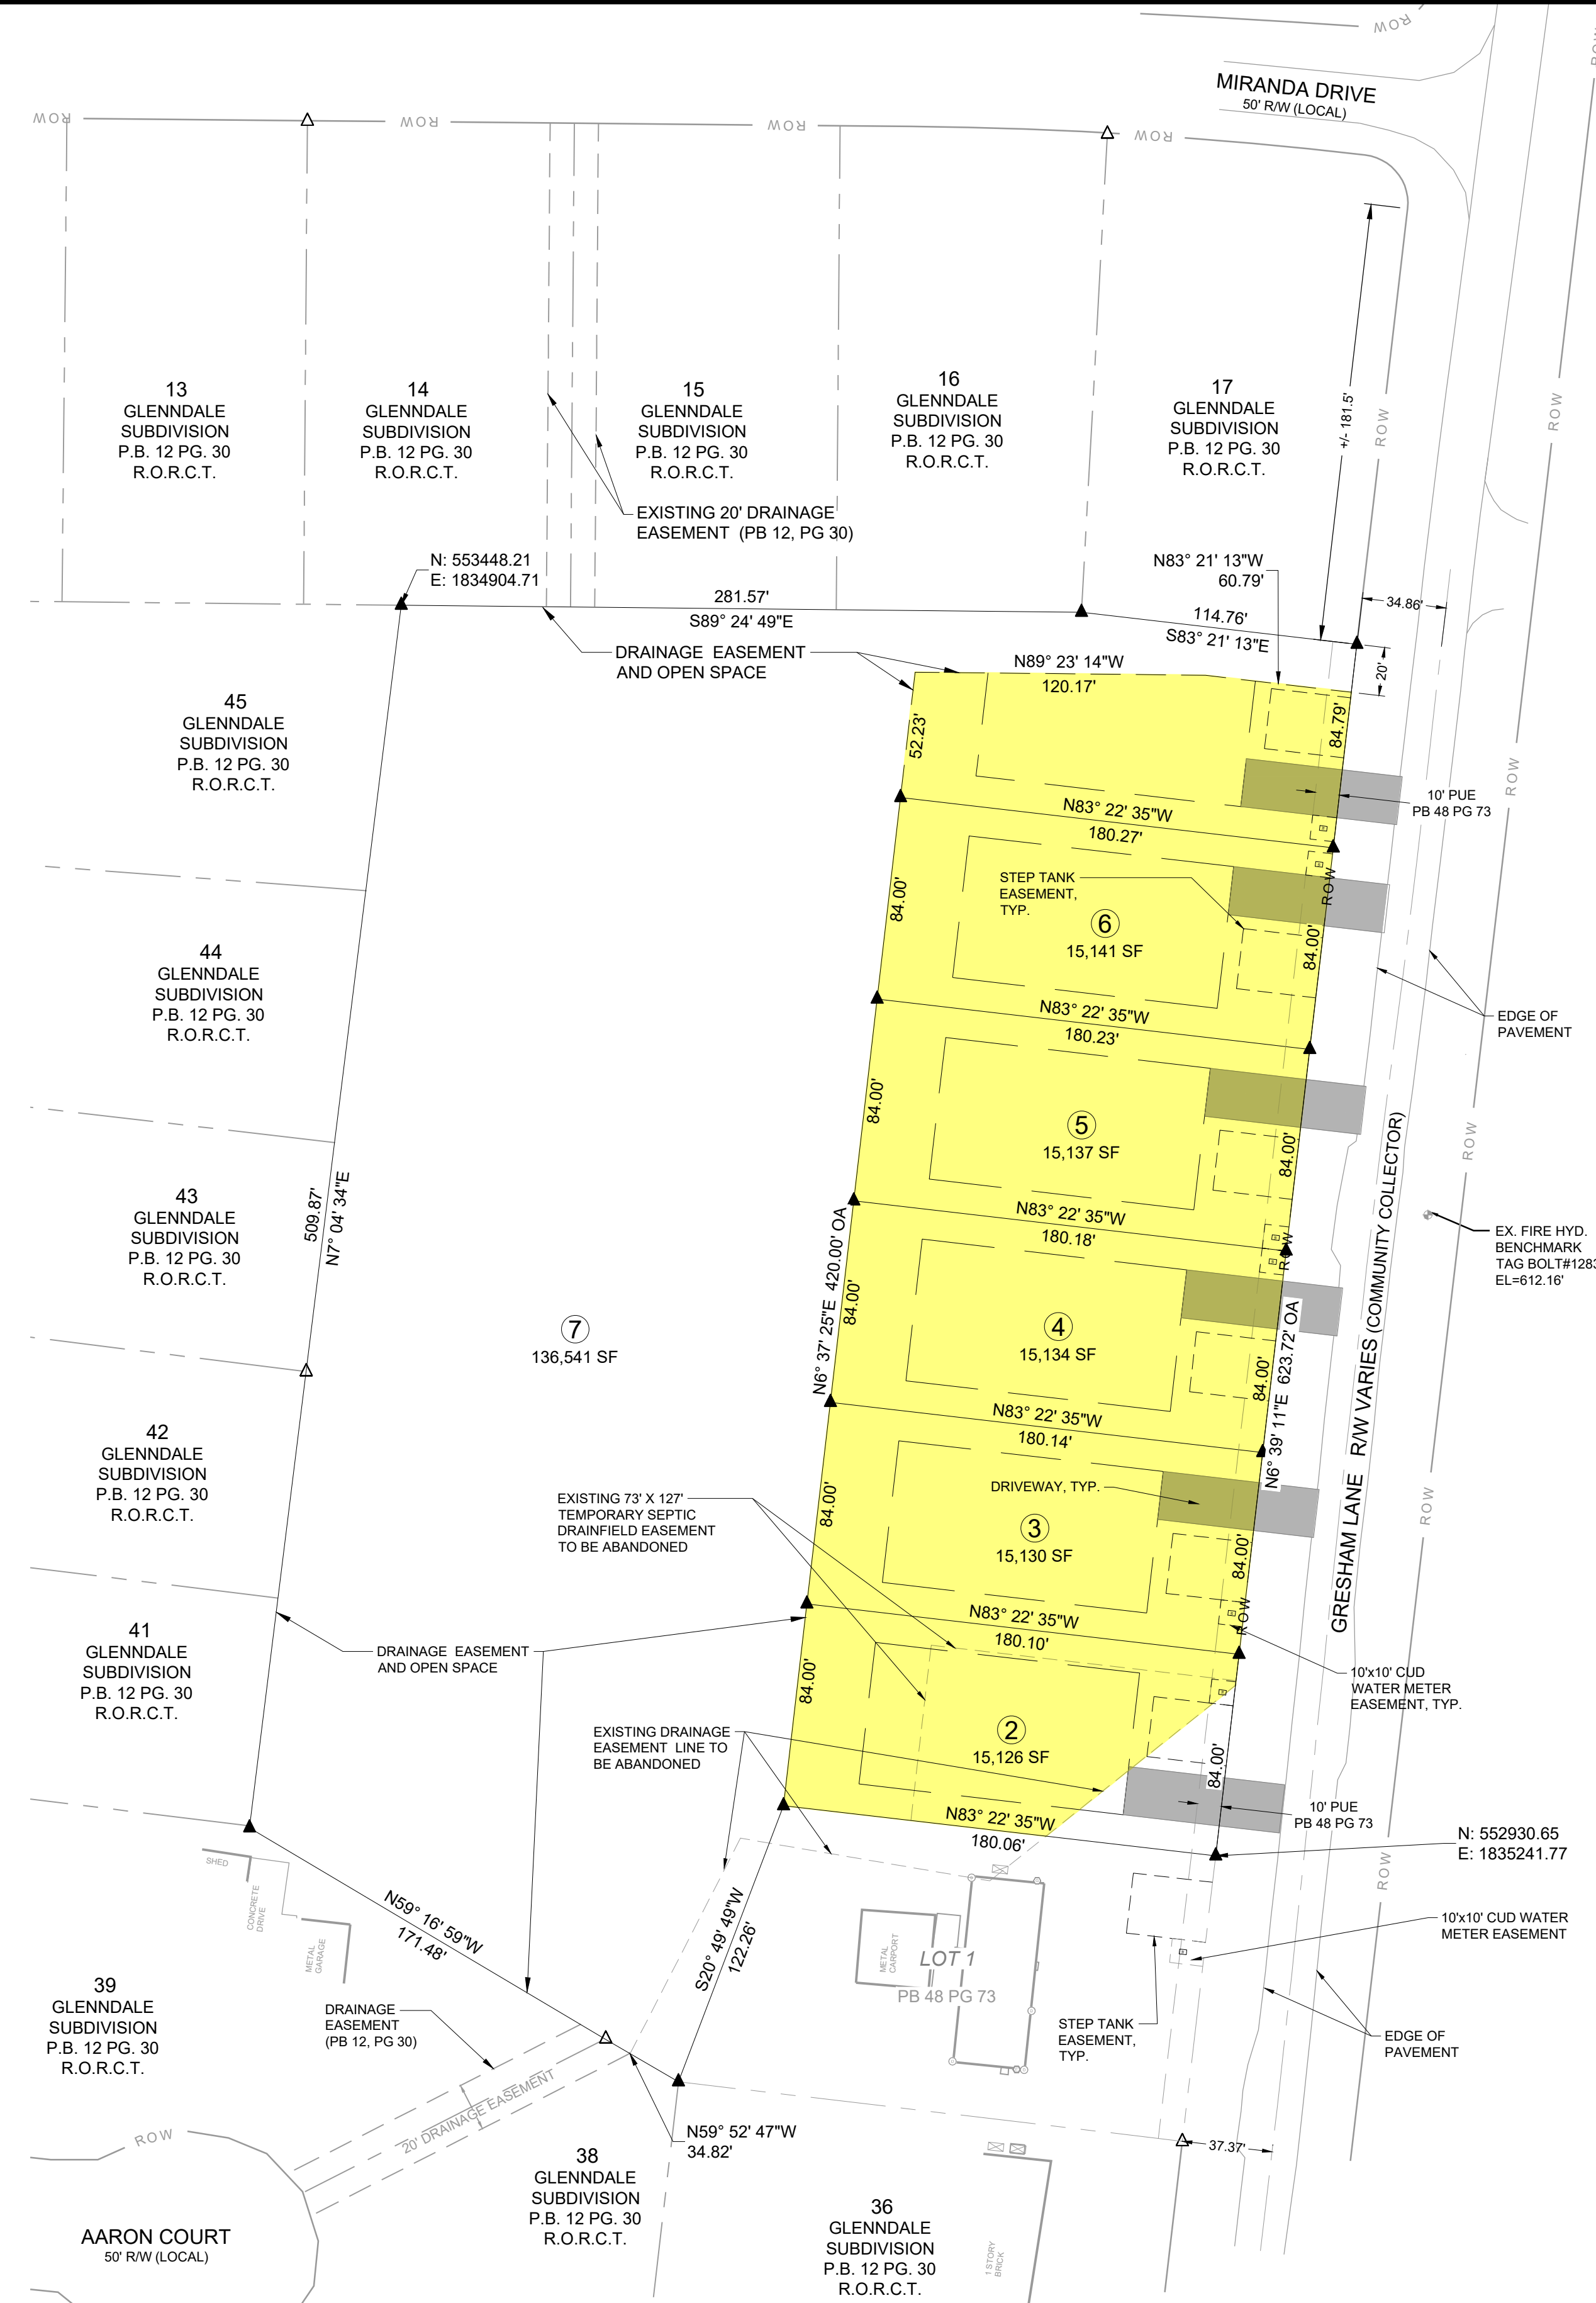 ROW
MIRANDA DRIVE
50' R/W (LOCAL)
ROW
ROW
ROW
ROW
ROW
13
GLENNDALE
SUBDIVISION
P.B. 12 PG. 30
R.O.R.C.T.
14
GLENNDALE
SUBDIVISION
P.B. 12 PG. 30
R.O.R.C.T.
15
GLENNDALE
SUBDIVISION
P.B. 12 PG. 30
R.O.R.C.T.
16
GLENNDALE
SUBDIVISION
P.B. 12 PG. 30
R.O.R.C.T.
17
GLENNDALE
SUBDIVISION
P.B. 12 PG. 30
R.O.R.C.T.
+/- 181.5'
ROW
ROW
EXISTING 20' DRAINAGE
EASEMENT (PB 12, PG 30)
N: 553448.21
E: 1834904.71
N83° 21' 13"W
60.79'
281.57'
S89° 24' 49"E
114.76'
S83° 21' 13"E
34.86'
20'
DRAINAGE EASEMENT
AND OPEN SPACE
N89° 23' 14"W
120.17'
52.23'
84.79'
45
GLENNDALE
SUBDIVISION
P.B. 12 PG. 30
R.O.R.C.T.
ROW
10' PUE
PB 48 PG 73
N83° 22' 35"W
180.27'
STEP TANK
EASEMENT,
TYP.
ROW
84.00'
6
15,141 SF
84.00'
44
GLENNDALE
SUBDIVISION
P.B. 12 PG. 30
R.O.R.C.T.
N83° 22' 35"W
180.23'
EDGE OF
PAVEMENT
84.00'
5
15,137 SF
84.00'
ROW
43
GLENNDALE
SUBDIVISION
P.B. 12 PG. 30
R.O.R.C.T.
509.87'
N7° 04' 34"E
N83° 22' 35"W
180.18'
ROW
EX. FIRE HYD.
BENCHMARK
TAG BOLT#1283
EL=612.16'
7
136,541 SF
N6° 37' 25"E 420.00' OA
84.00'
4
15,134 SF
84.00'
N6° 39' 11"E 623.72' OA
GRESHAM LANE R/W VARIES (COMMUNITY COLLECTOR)
N83° 22' 35"W
180.14'
42
GLENNDALE
SUBDIVISION
P.B. 12 PG. 30
R.O.R.C.T.
EXISTING 73' X 127'
TEMPORARY SEPTIC
DRAINFIELD EASEMENT
TO BE ABANDONED
DRIVEWAY, TYP.
84.00'
3
15,130 SF
84.00'
ROW
ROW
N83° 22' 35"W
180.10'
41
GLENNDALE
SUBDIVISION
P.B. 12 PG. 30
R.O.R.C.T.
DRAINAGE EASEMENT
AND OPEN SPACE
10'x10' CUD
WATER METER
EASEMENT, TYP.
84.00'
EXISTING DRAINAGE
EASEMENT LINE TO
BE ABANDONED
2
15,126 SF
84.00'
10' PUE
PB 48 PG 73
N83° 22' 35"W
180.06'
N: 552930.65
E: 1835241.77
ROW
SHED
CONCRETE
DRIVE
METAL
GARAGE
N59° 16' 59"W
171.48'
S20° 49' 49"W
122.26'
METAL
CARPORT
LOT 1
PB 48 PG 73
10'x10' CUD WATER
METER EASEMENT
39
GLENNDALE
SUBDIVISION
P.B. 12 PG. 30
R.O.R.C.T.
DRAINAGE
EASEMENT
(PB 12, PG 30)
STEP TANK
EASEMENT,
TYP.
EDGE OF
PAVEMENT
20' DRAINAGE EASEMENT
ROW
N59° 52' 47"W
34.82'
37.37'
38
GLENNDALE
SUBDIVISION
P.B. 12 PG. 30
R.O.R.C.T.
36
GLENNDALE
SUBDIVISION
P.B. 12 PG. 30
R.O.R.C.T.
1 STORY
BRICK
AARON COURT
50' R/W (LOCAL)